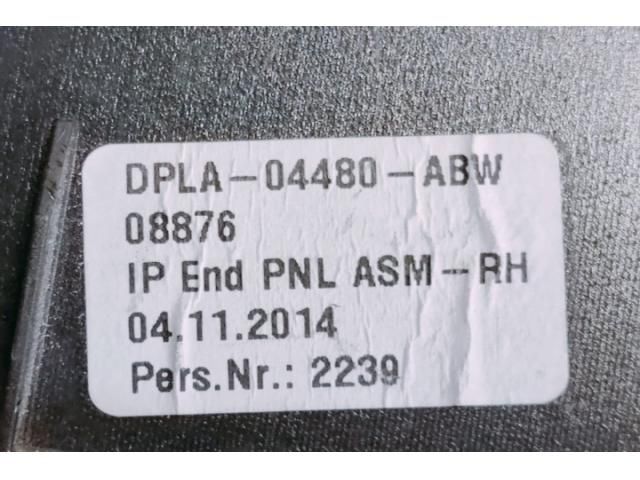 DPLA-04480-ABW
08876
IP End PNL ASM-RH
04.11.2014
Pers.Nr.: 2239